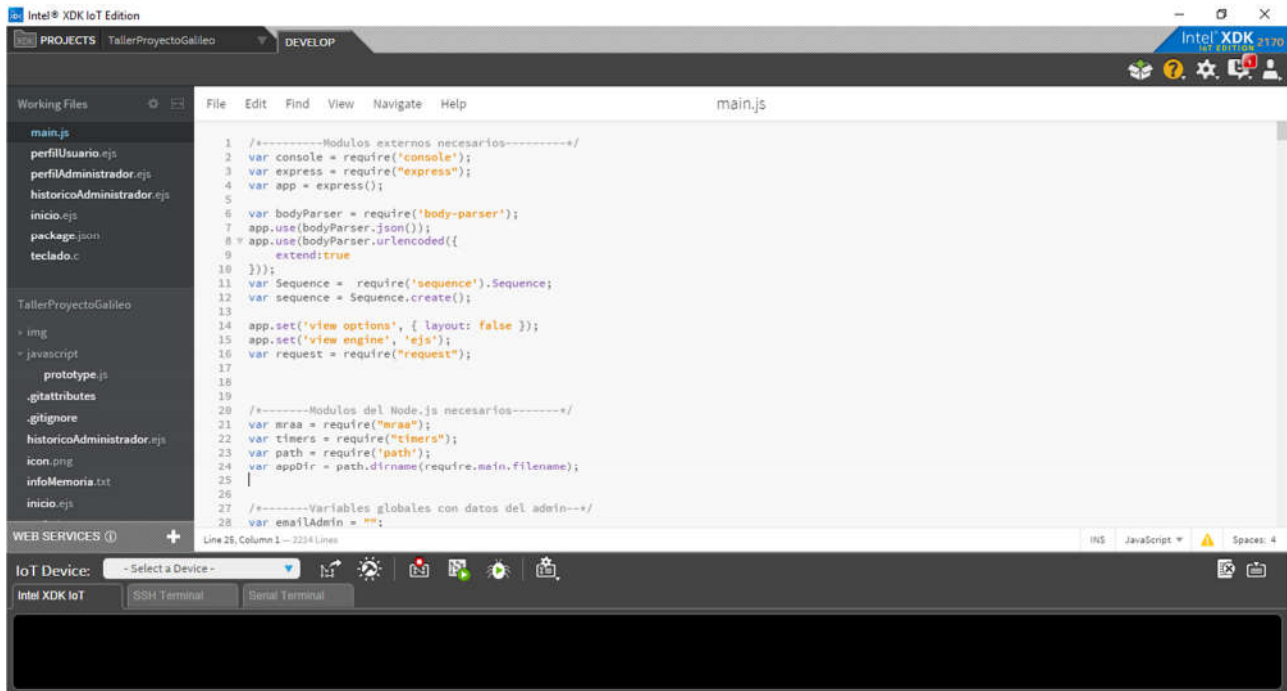 Intel® XDK IoT Edition
PROJECTS TallerProyectoGalileo DEVELOP
Intel® XDK 2170
IoT EDITION
Working Files
File Edit Find View Navigate Help main.js
main.js
perfilUsuario.ejs
perfilAdministrador.ejs
historicoAdministrador.ejs
inicio.ejs
package.json
teclado.c
TallerProyectoGalileo
img
javascript
prototype.js
.gitattributes
.gitignore
historicoAdministrador.ejs
icon.png
infoMemoria.txt
inicio.ejs
WEB SERVICES
1 /*---------Modulos externos necesarios---------*/
2 var console = require('console');
3 var express = require("express");
4 var app = express();
5
6 var bodyParser = require('body-parser');
7 app.use(bodyParser.json());
8 app.use(bodyParser.urlencoded({
9 extend:true
10 }));
11 var Sequence = require('sequence').Sequence;
12 var sequence = Sequence.create();
13
14 app.set('view options', { layout: false });
15 app.set('view engine', 'ejs');
16 var request = require("request");
17
18
19
20 /*-------Modulos del Node.js necesarios-------*/
21 var mraa = require("mraa");
22 var timers = require("timers");
23 var path = require('path');
24 var appDir = path.dirname(require.main.filename);
25
26
27 /*-------Variables globales con datos del admin--*/
28 var emailAdmin = "";
Line 25, Column 1 — 2234 Lines INS JavaScript Spaces: 4
IoT Device: - Select a Device -
Intel XDK IoT SSH Terminal Serial Terminal